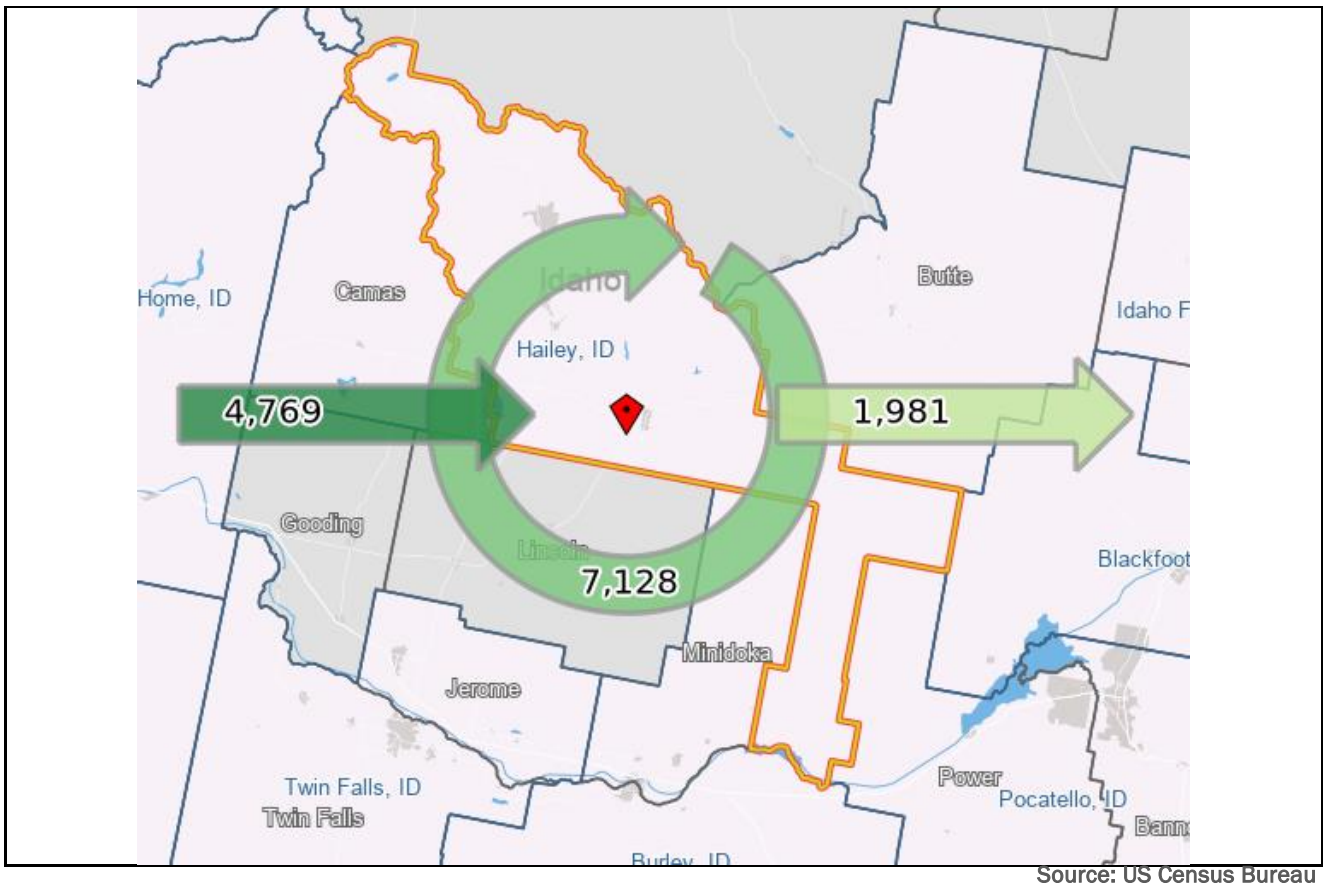 Idaho
Butte
Camas
Home, ID
Idaho F
Hailey, ID
4,769
1,981
Gooding
Lincoln
Blackfoot
7,128
Minidoka
Jerome
Power
Twin Falls, ID
Pocatello, ID
Twin Falls
Bann
Burley, ID
Source: US Census Bureau